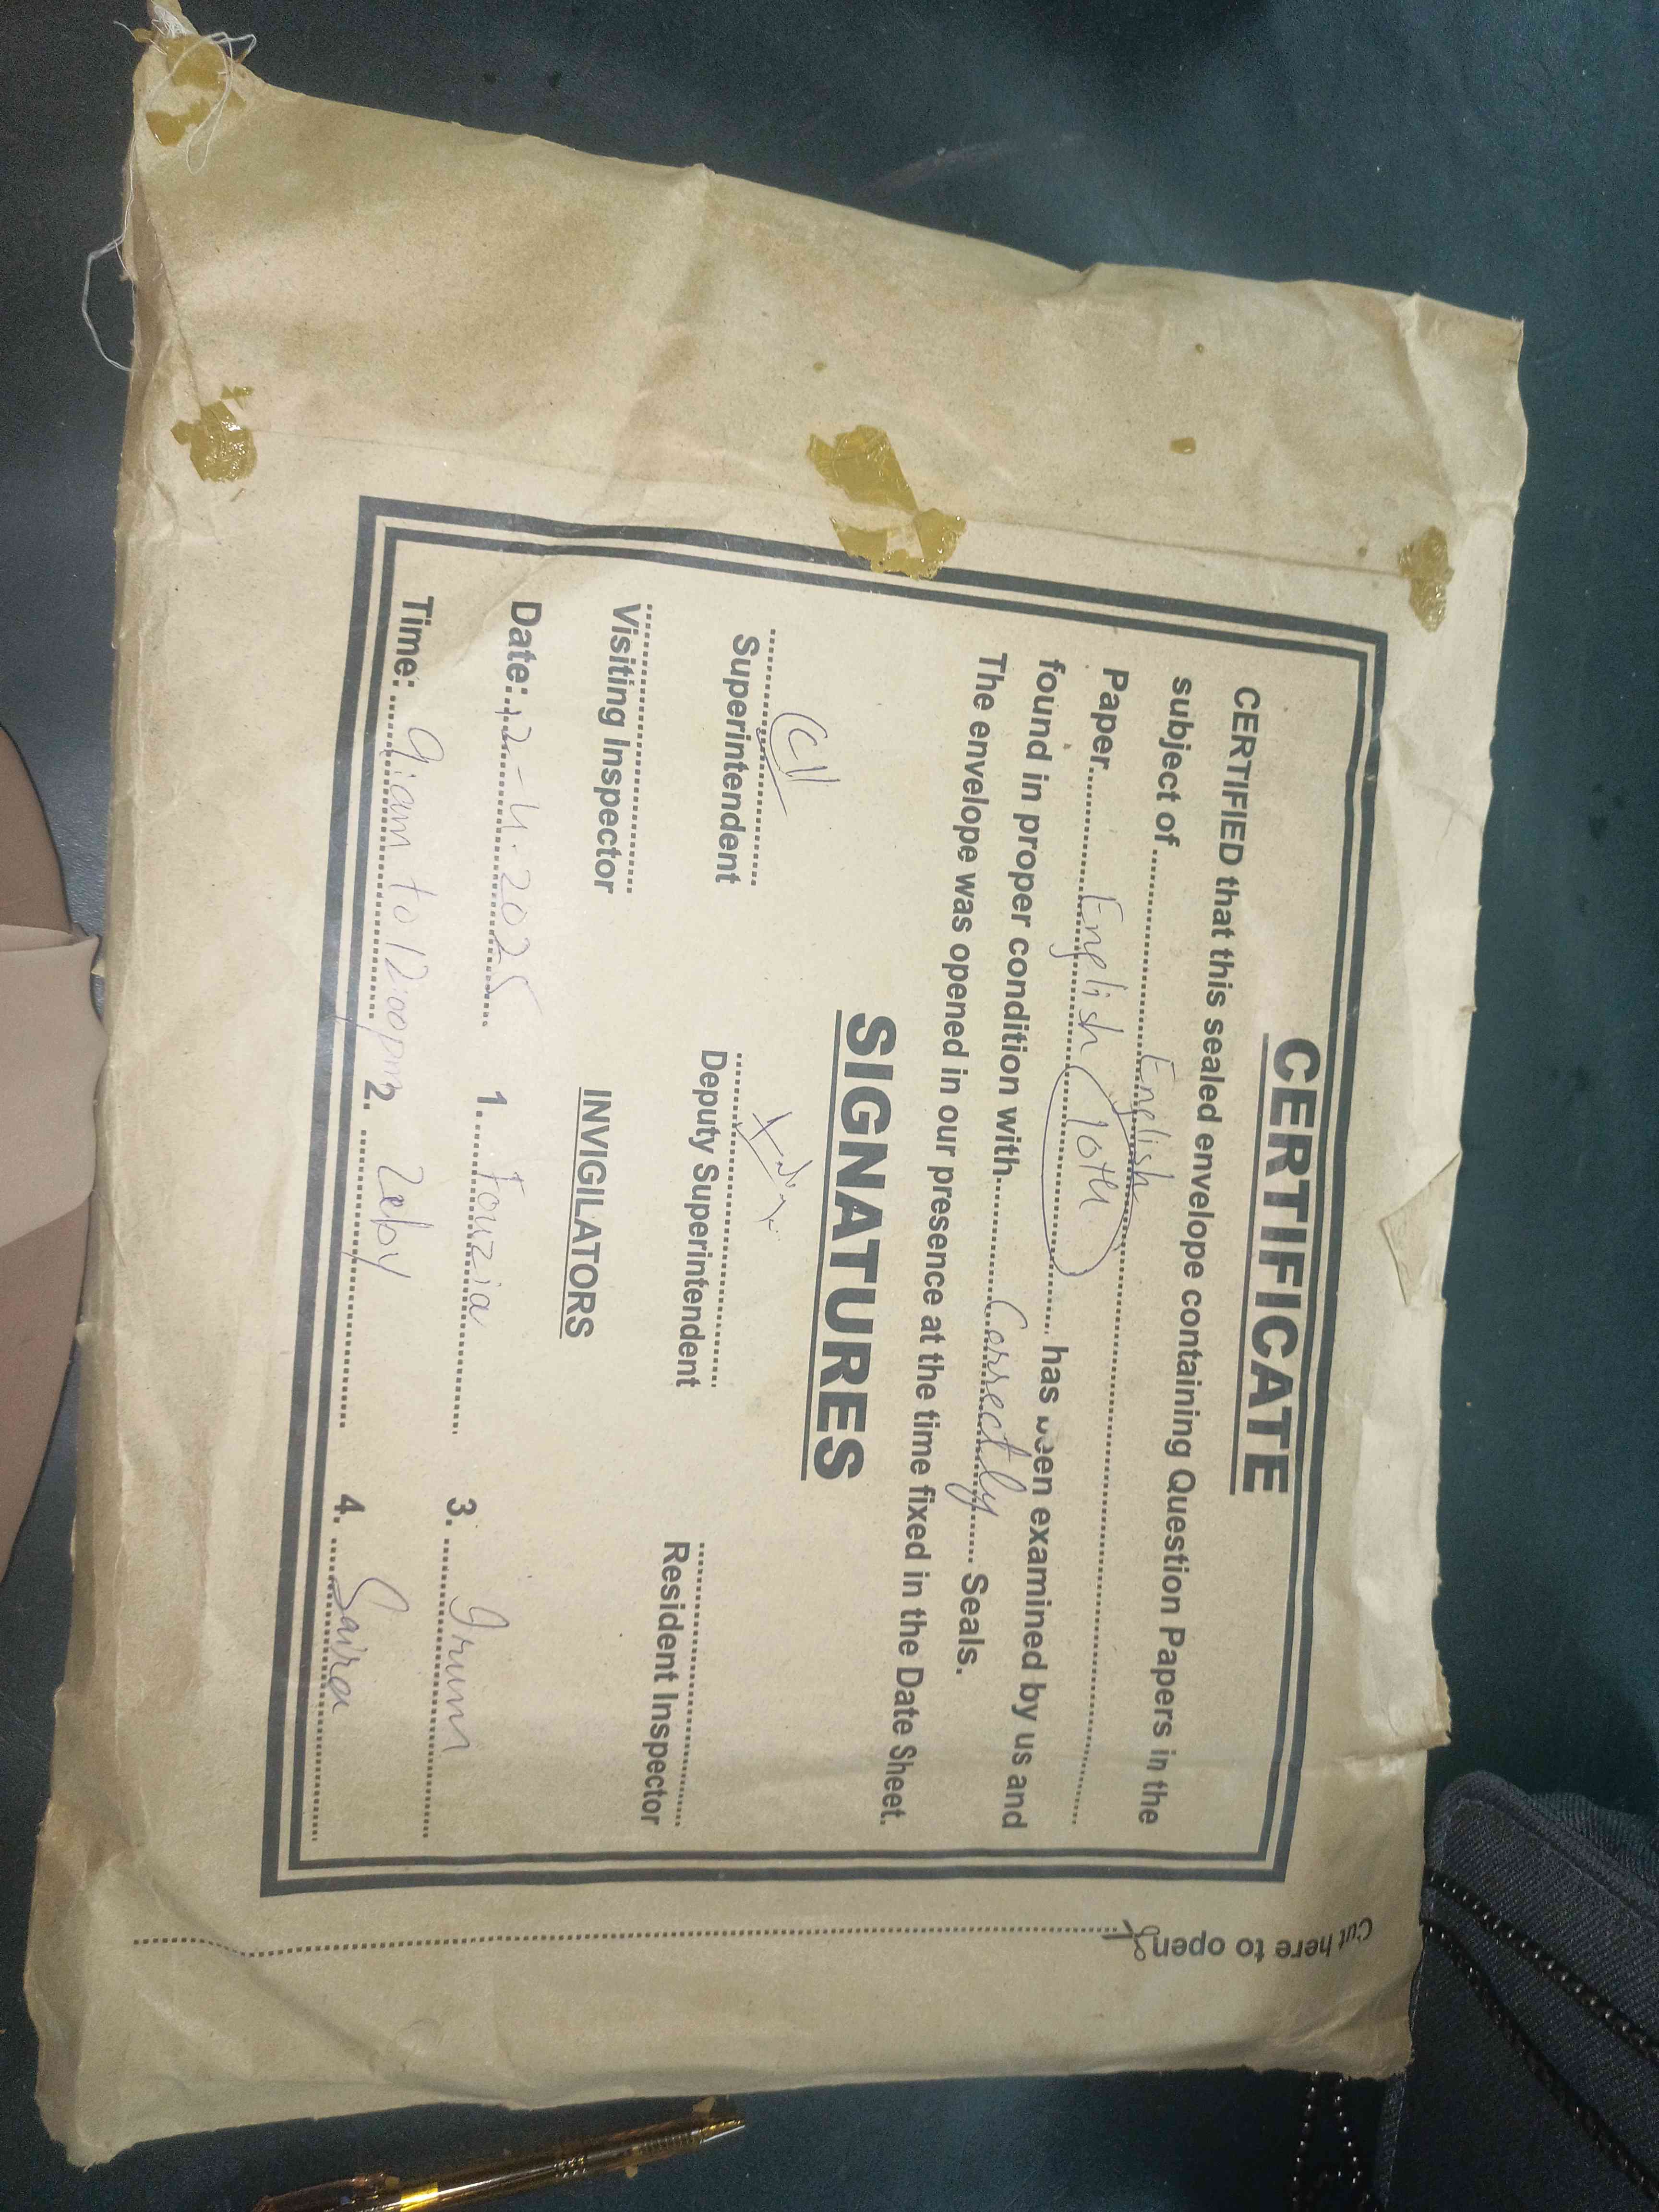 CERTIFICATE
CERTIFIED that this sealed envelope containing Question Papers in the
subject of English
Paper English (10th) has been examined by us and
found in proper condition with Correctly Seals.
The envelope was opened in our presence at the time fixed in the Date Sheet.
SIGNATURES
Superintendent Deputy Superintendent Resident Inspector
Visiting Inspector INVIGILATORS
Date: 12-4.2025 1. Fouzia 3. Irum
Time: 9:am to 12:00pm 2. Zeby 4. Saira
Cut here to open